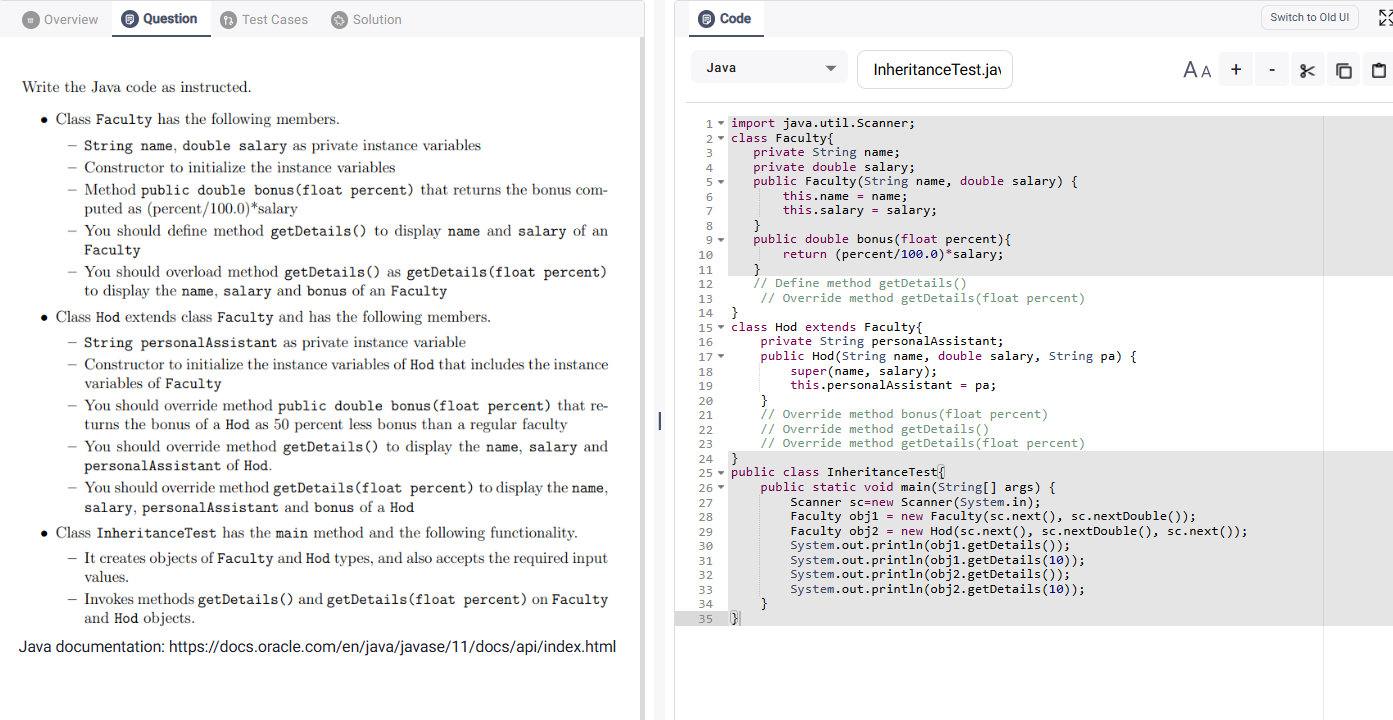 Overview
Question
Test Cases
Solution
Write the Java code as instructed.
• Class Faculty has the following members.
– String name, double salary as private instance variables
– Constructor to initialize the instance variables
– Method public double bonus(float percent) that returns the bonus com-
puted as (percent/100.0)*salary
– You should define method getDetails() to display name and salary of an
Faculty
– You should overload method getDetails() as getDetails(float percent)
to display the name, salary and bonus of an Faculty
• Class Hod extends class Faculty and has the following members.
– String personalAssistant as private instance variable
– Constructor to initialize the instance variables of Hod that includes the instance
variables of Faculty
– You should override method public double bonus(float percent) that re-
turns the bonus of a Hod as 50 percent less bonus than a regular faculty
– You should override method getDetails() to display the name, salary and
personalAssistant of Hod.
– You should override method getDetails(float percent) to display the name,
salary, personalAssistant and bonus of a Hod
• Class InheritanceTest has the main method and the following functionality.
– It creates objects of Faculty and Hod types, and also accepts the required input
values.
– Invokes methods getDetails() and getDetails(float percent) on Faculty
and Hod objects.
Java documentation: https://docs.oracle.com/en/java/javase/11/docs/api/index.html
Code
Switch to Old UI
Java
InheritanceTest.jav
A A + -
1 import java.util.Scanner;
2 class Faculty{
3 private String name;
4 private double salary;
5 public Faculty(String name, double salary) {
6 this.name = name;
7 this.salary = salary;
8 }
9 public double bonus(float percent){
10 return (percent/100.0)*salary;
11 }
12 // Define method getDetails()
13 // Override method getDetails(float percent)
14 }
15 class Hod extends Faculty{
16 private String personalAssistant;
17 public Hod(String name, double salary, String pa) {
18 super(name, salary);
19 this.personalAssistant = pa;
20 }
21 // Override method bonus(float percent)
22 // Override method getDetails()
23 // Override method getDetails(float percent)
24 }
25 public class InheritanceTest{
26 public static void main(String[] args) {
27 Scanner sc=new Scanner(System.in);
28 Faculty obj1 = new Faculty(sc.next(), sc.nextDouble());
29 Faculty obj2 = new Hod(sc.next(), sc.nextDouble(), sc.next());
30 System.out.println(obj1.getDetails());
31 System.out.println(obj1.getDetails(10));
32 System.out.println(obj2.getDetails());
33 System.out.println(obj2.getDetails(10));
34 }
35 }